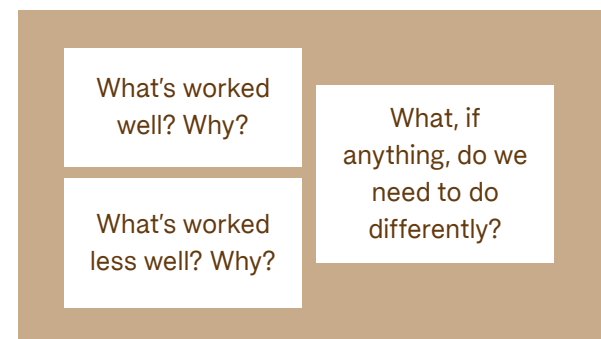 What’s worked
well? Why?
What’s worked
less well? Why?
What, if
anything, do we
need to do
differently?